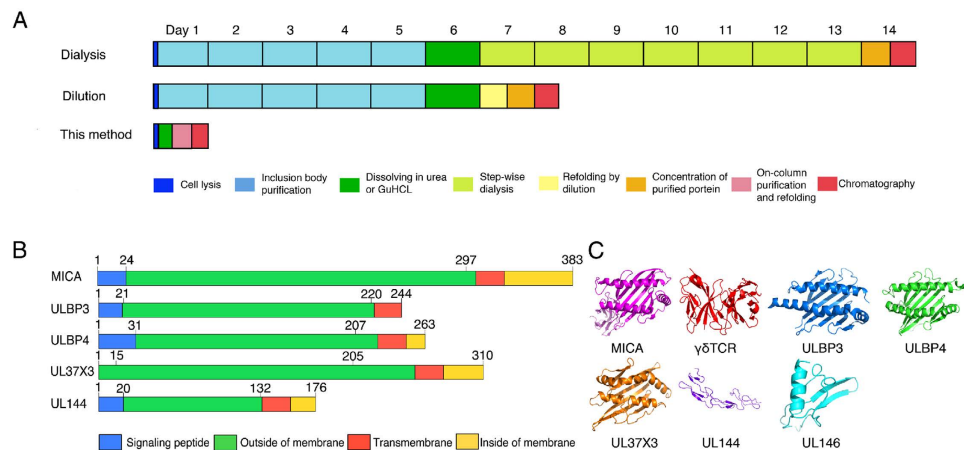 A
Day 1 2 3 4 5 6 7 8 9 10 11 12 13 14
Dialysis
Dilution
This method
Cell lysis
Inclusion body
purification
Dissolving in urea
or GuHCL
Step-wise
dialysis
Refolding by
dilution
Concentration of
purified portein
On-column
purification
and refolding
Chromatography
B
1 24 297 383
MICA
1 21 220 244
ULBP3
1 31 207 263
ULBP4
1 15 205 310
UL37X3
1 20 132 176
UL144
Signaling peptide
Outside of membrane
Transmembrane
Inside of membrane
C
MICA γδTCR ULBP3 ULBP4
UL37X3 UL144 UL146